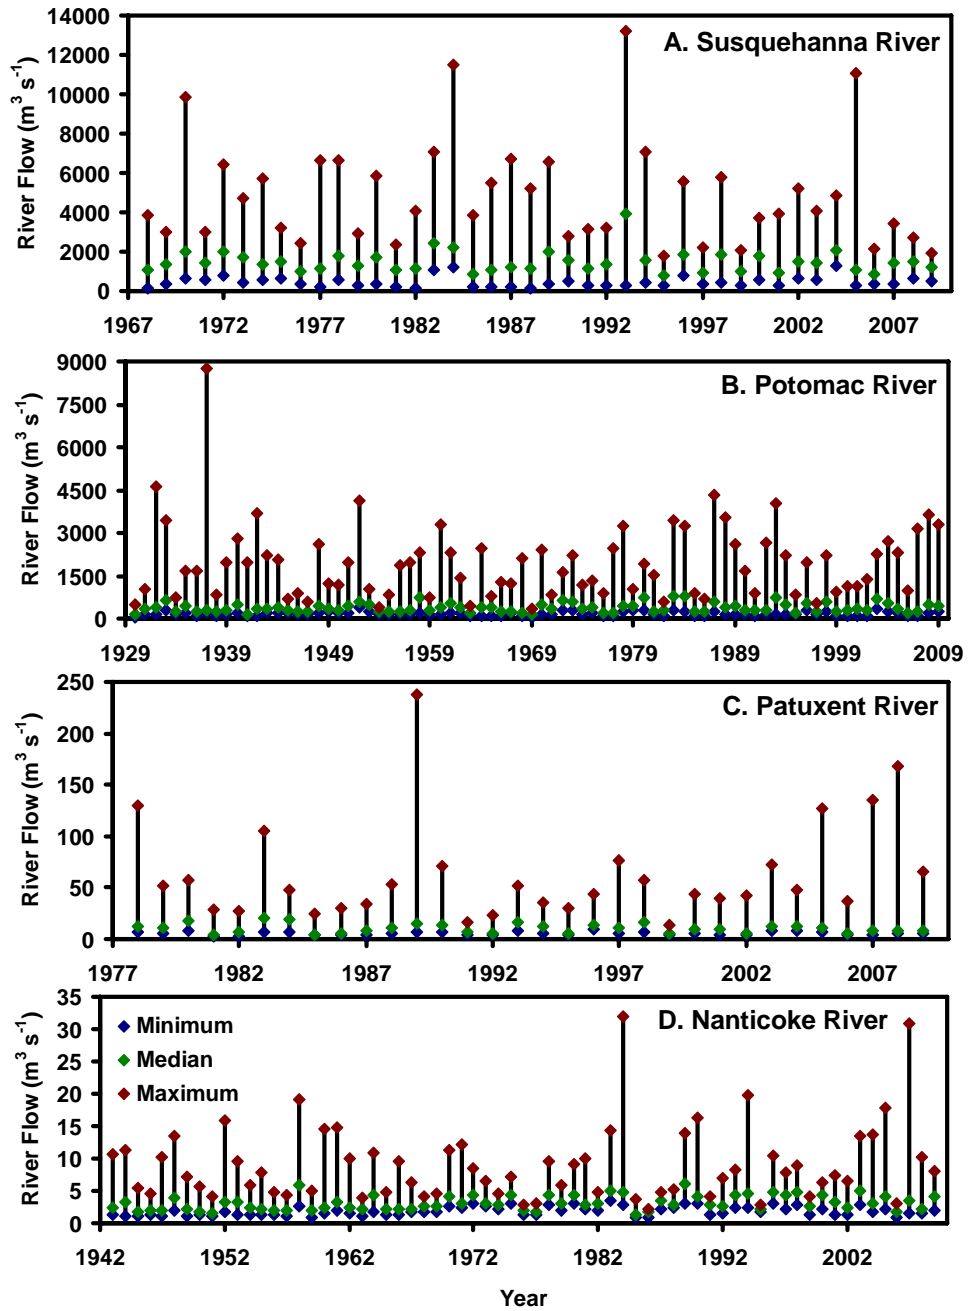 A. Susquehanna River
River Flow (m³ s⁻¹)
14000
12000
10000
8000
6000
4000
2000
0
1967 1972 1977 1982 1987 1992 1997 2002 2007
B. Potomac River
River Flow (m³ s⁻¹)
9000
7500
6000
4500
3000
1500
0
1929 1939 1949 1959 1969 1979 1989 1999 2009
C. Patuxent River
River Flow (m³ s⁻¹)
250
200
150
100
50
0
1977 1982 1987 1992 1997 2002 2007
D. Nanticoke River
River Flow (m³ s⁻¹)
35
30
25
20
15
10
5
0
Minimum
Median
Maximum
1942 1952 1962 1972 1982 1992 2002
Year